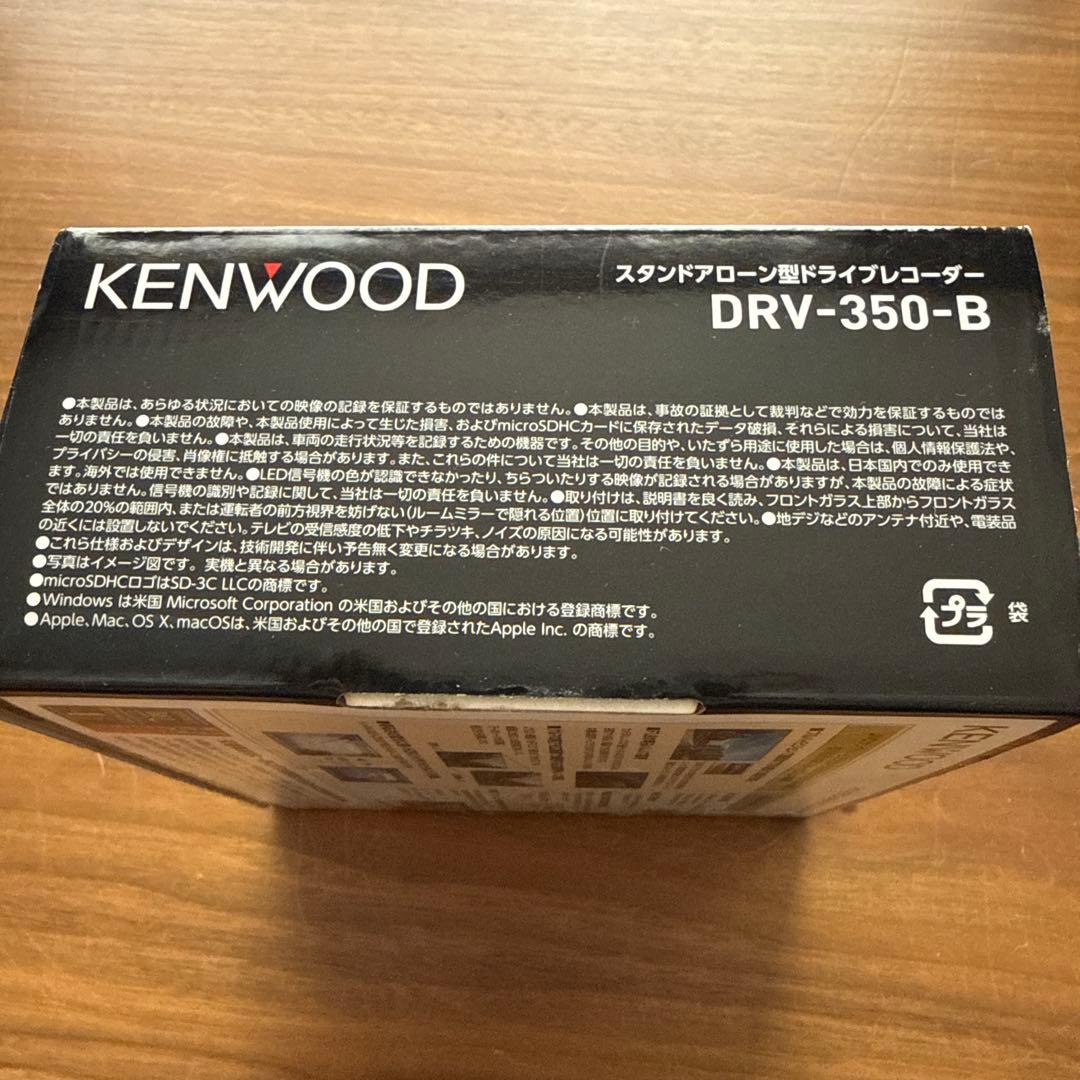 KENWOOD
スタンドアローン型ドライブレコーダー
DRV-350-B
●本製品は、あらゆる状況においての映像の記録を保証するものではありません。●本製品は、事故の証拠として裁判などで効力を保証するものでは
ありません。●本製品の故障や、本製品使用によって生じた損害、およびmicroSDHCカードに保存されたデータ破損、それらによる損害について、当社は
一切の責任を負いません。●本製品は、車両の走行状況等を記録するための機器です。その他の目的や、いたずら用途に使用した場合は、個人情報保護法や、
プライバシーの侵害、肖像権に抵触する場合があります。また、これらの件について当社は一切の責任を負いません。●本製品は、日本国内でのみ使用でき
ます。海外では使用できません。●LED信号機の色が認識できなかったり、ちらついたりする映像が記録される場合がありますが、本製品の故障による症状
ではありません。信号機の識別や記録に関して、当社は一切の責任を負いません。●取り付けは、説明書を良く読み、フロントガラス上部からフロントガラス
全体の20%の範囲内、または運転者の前方視界を妨げない(ルームミラーで隠れる位置)位置に取り付けてください。●地デジなどのアンテナ付近や、電装品
の近くには設置しないでください。テレビの受信感度の低下やチラツキ、ノイズの原因になる可能性があります。
●これら仕様およびデザインは、技術開発に伴い予告無く変更になる場合があります。
●写真はイメージ図です。実機と異なる場合があります。
●microSDHCロゴはSD-3C LLCの商標です。
●Windows は米国 Microsoft Corporation の米国およびその他の国における登録商標です。
●Apple、Mac、OS X、macOSは、米国およびその他の国で登録されたApple Inc. の商標です。
プラ
袋
KENWOOD